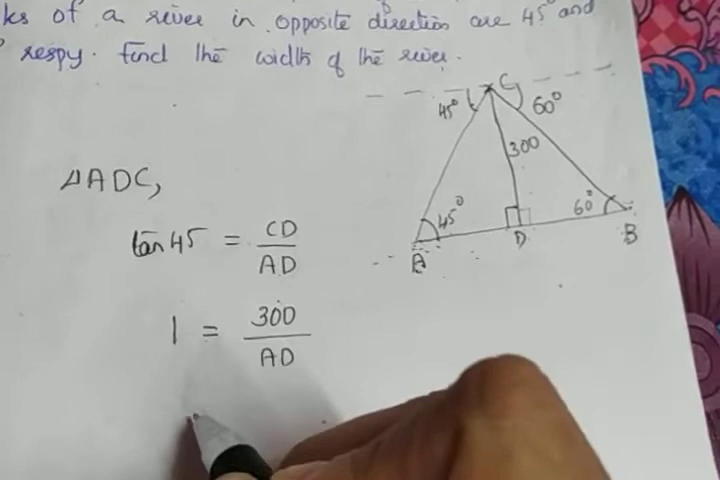 ks of a river in opposite direction are 45° and
° respy. find the width of the river.
C
45° 60°
300
45° 60°
A D B
△ADC,
tan 45 = CD
AD
1 = 300
AD